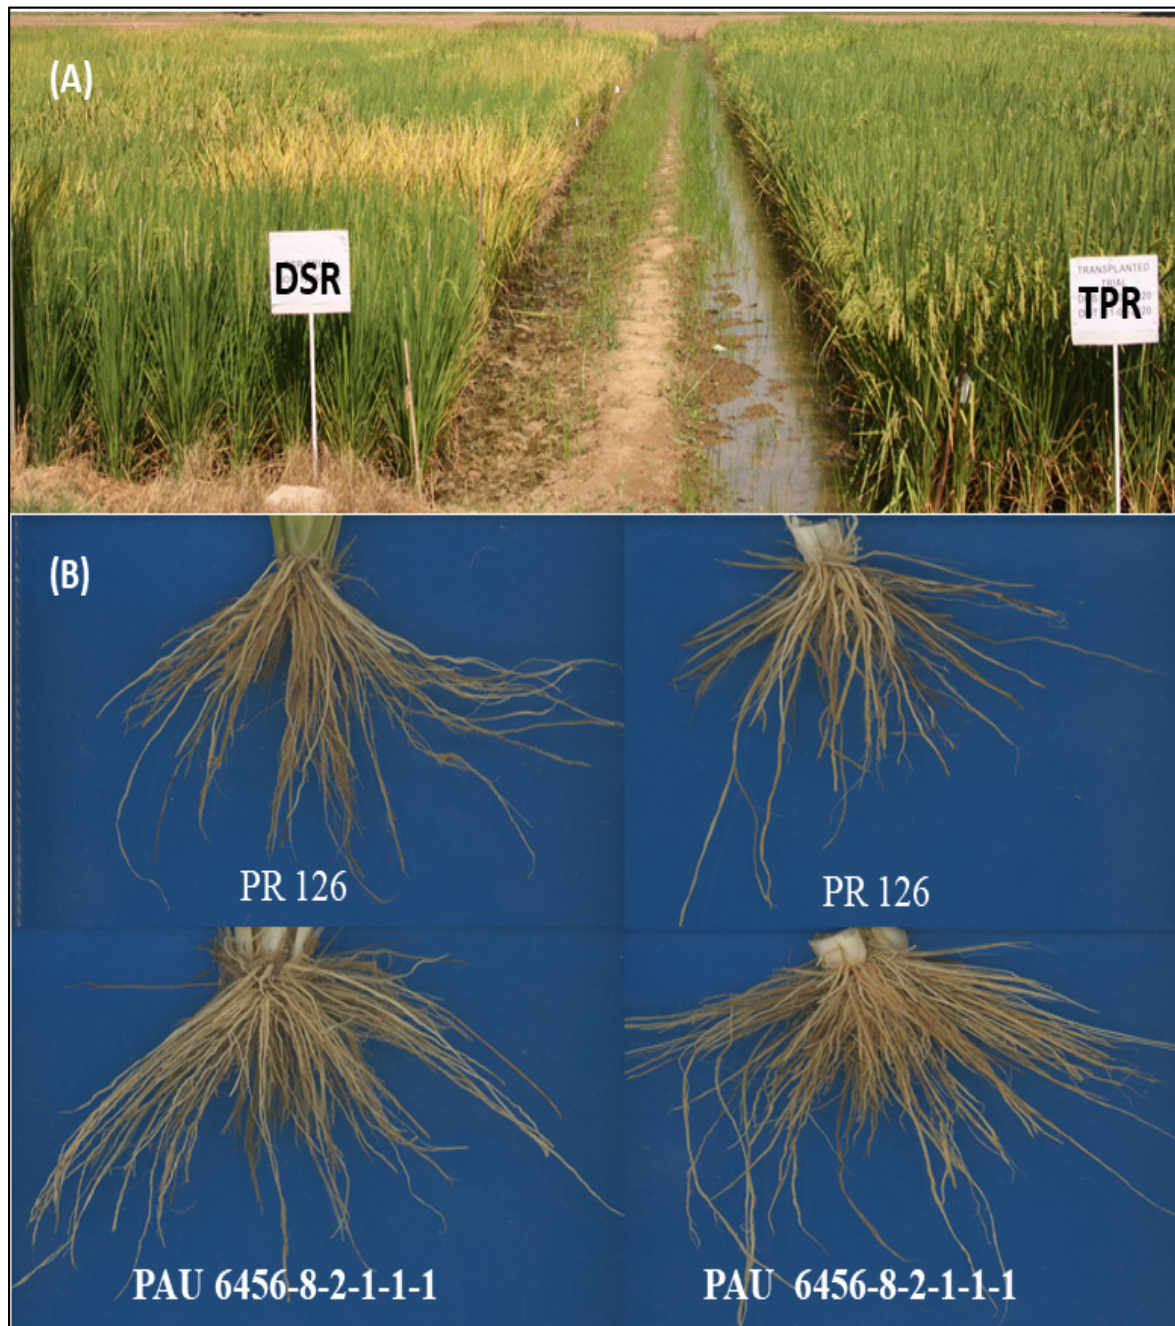 (A)
DSR
TRANSPLANTED
TRIAL
TPR
(B)
PR 126
PR 126
PAU 6456-8-2-1-1-1
PAU 6456-8-2-1-1-1